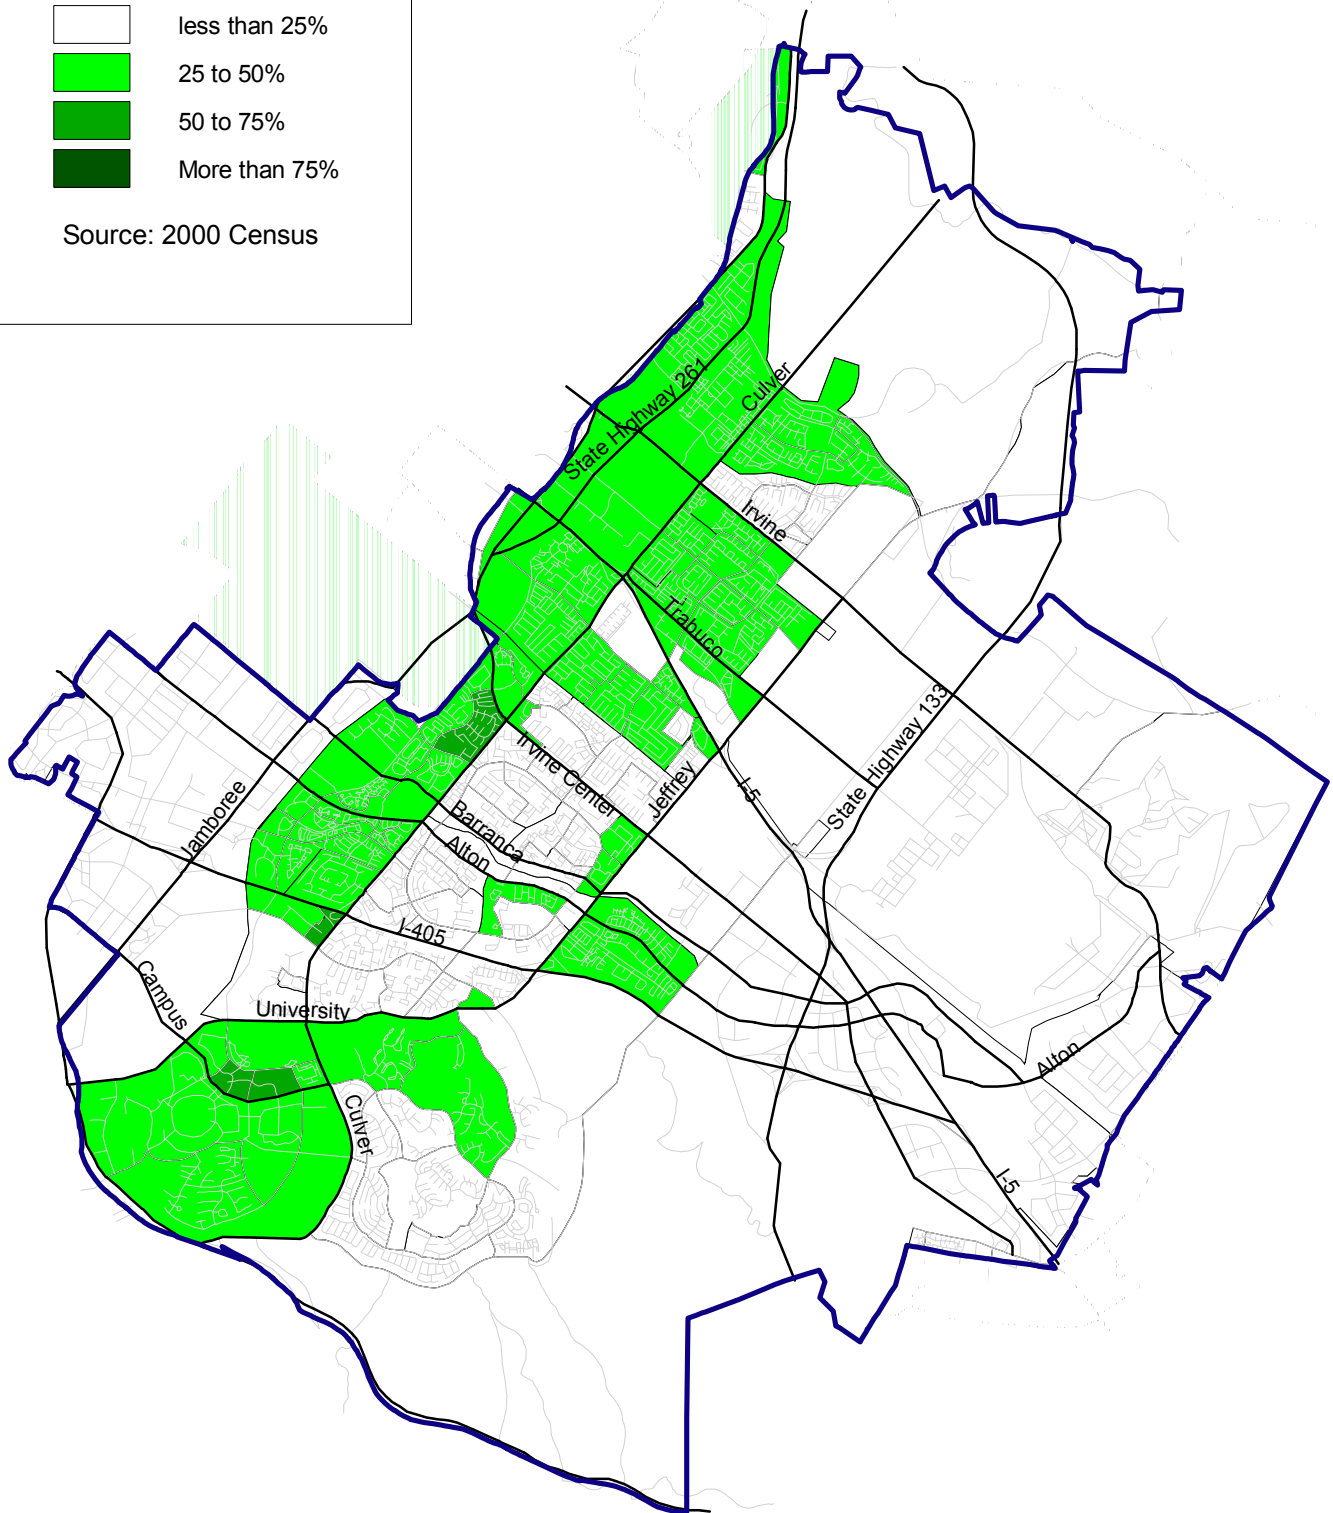 less than 25%
25 to 50%
50 to 75%
More than 75%
Source: 2000 Census
State Highway 261
Culver
Irvine
Trabuco
State Highway 133
Irvine Center
Jeffrey
I-5
Jamboree
Barranca
Alton
I-405
Campus
University
Alton
Culver
I-5